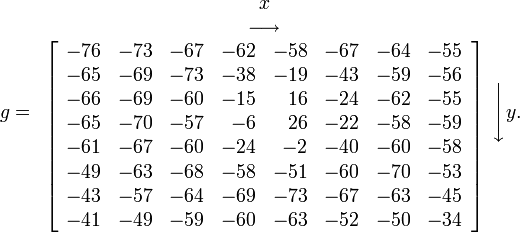 x
⟶
−76 −73 −67 −62 −58 −67 −64 −55
−65 −69 −73 −38 −19 −43 −59 −56
−66 −69 −60 −15 16 −24 −62 −55
g = −65 −70 −57 −6 26 −22 −58 −59 ↓ y.
−61 −67 −60 −24 −2 −40 −60 −58
−49 −63 −68 −58 −51 −60 −70 −53
−43 −57 −64 −69 −73 −67 −63 −45
−41 −49 −59 −60 −63 −52 −50 −34